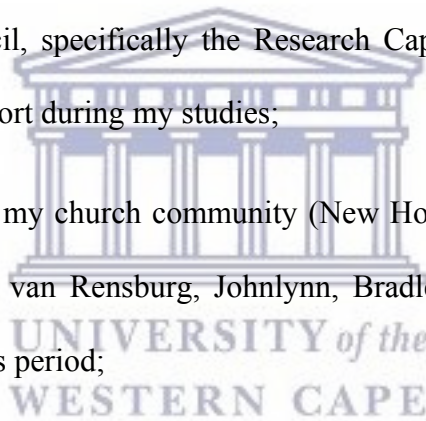 cil, specifically the Research Cap
ort during my studies;
my church community (New Ho
van Rensburg, Johnlynn, Bradl
UNIVERSITY of the
s period;
WESTERN CAPE